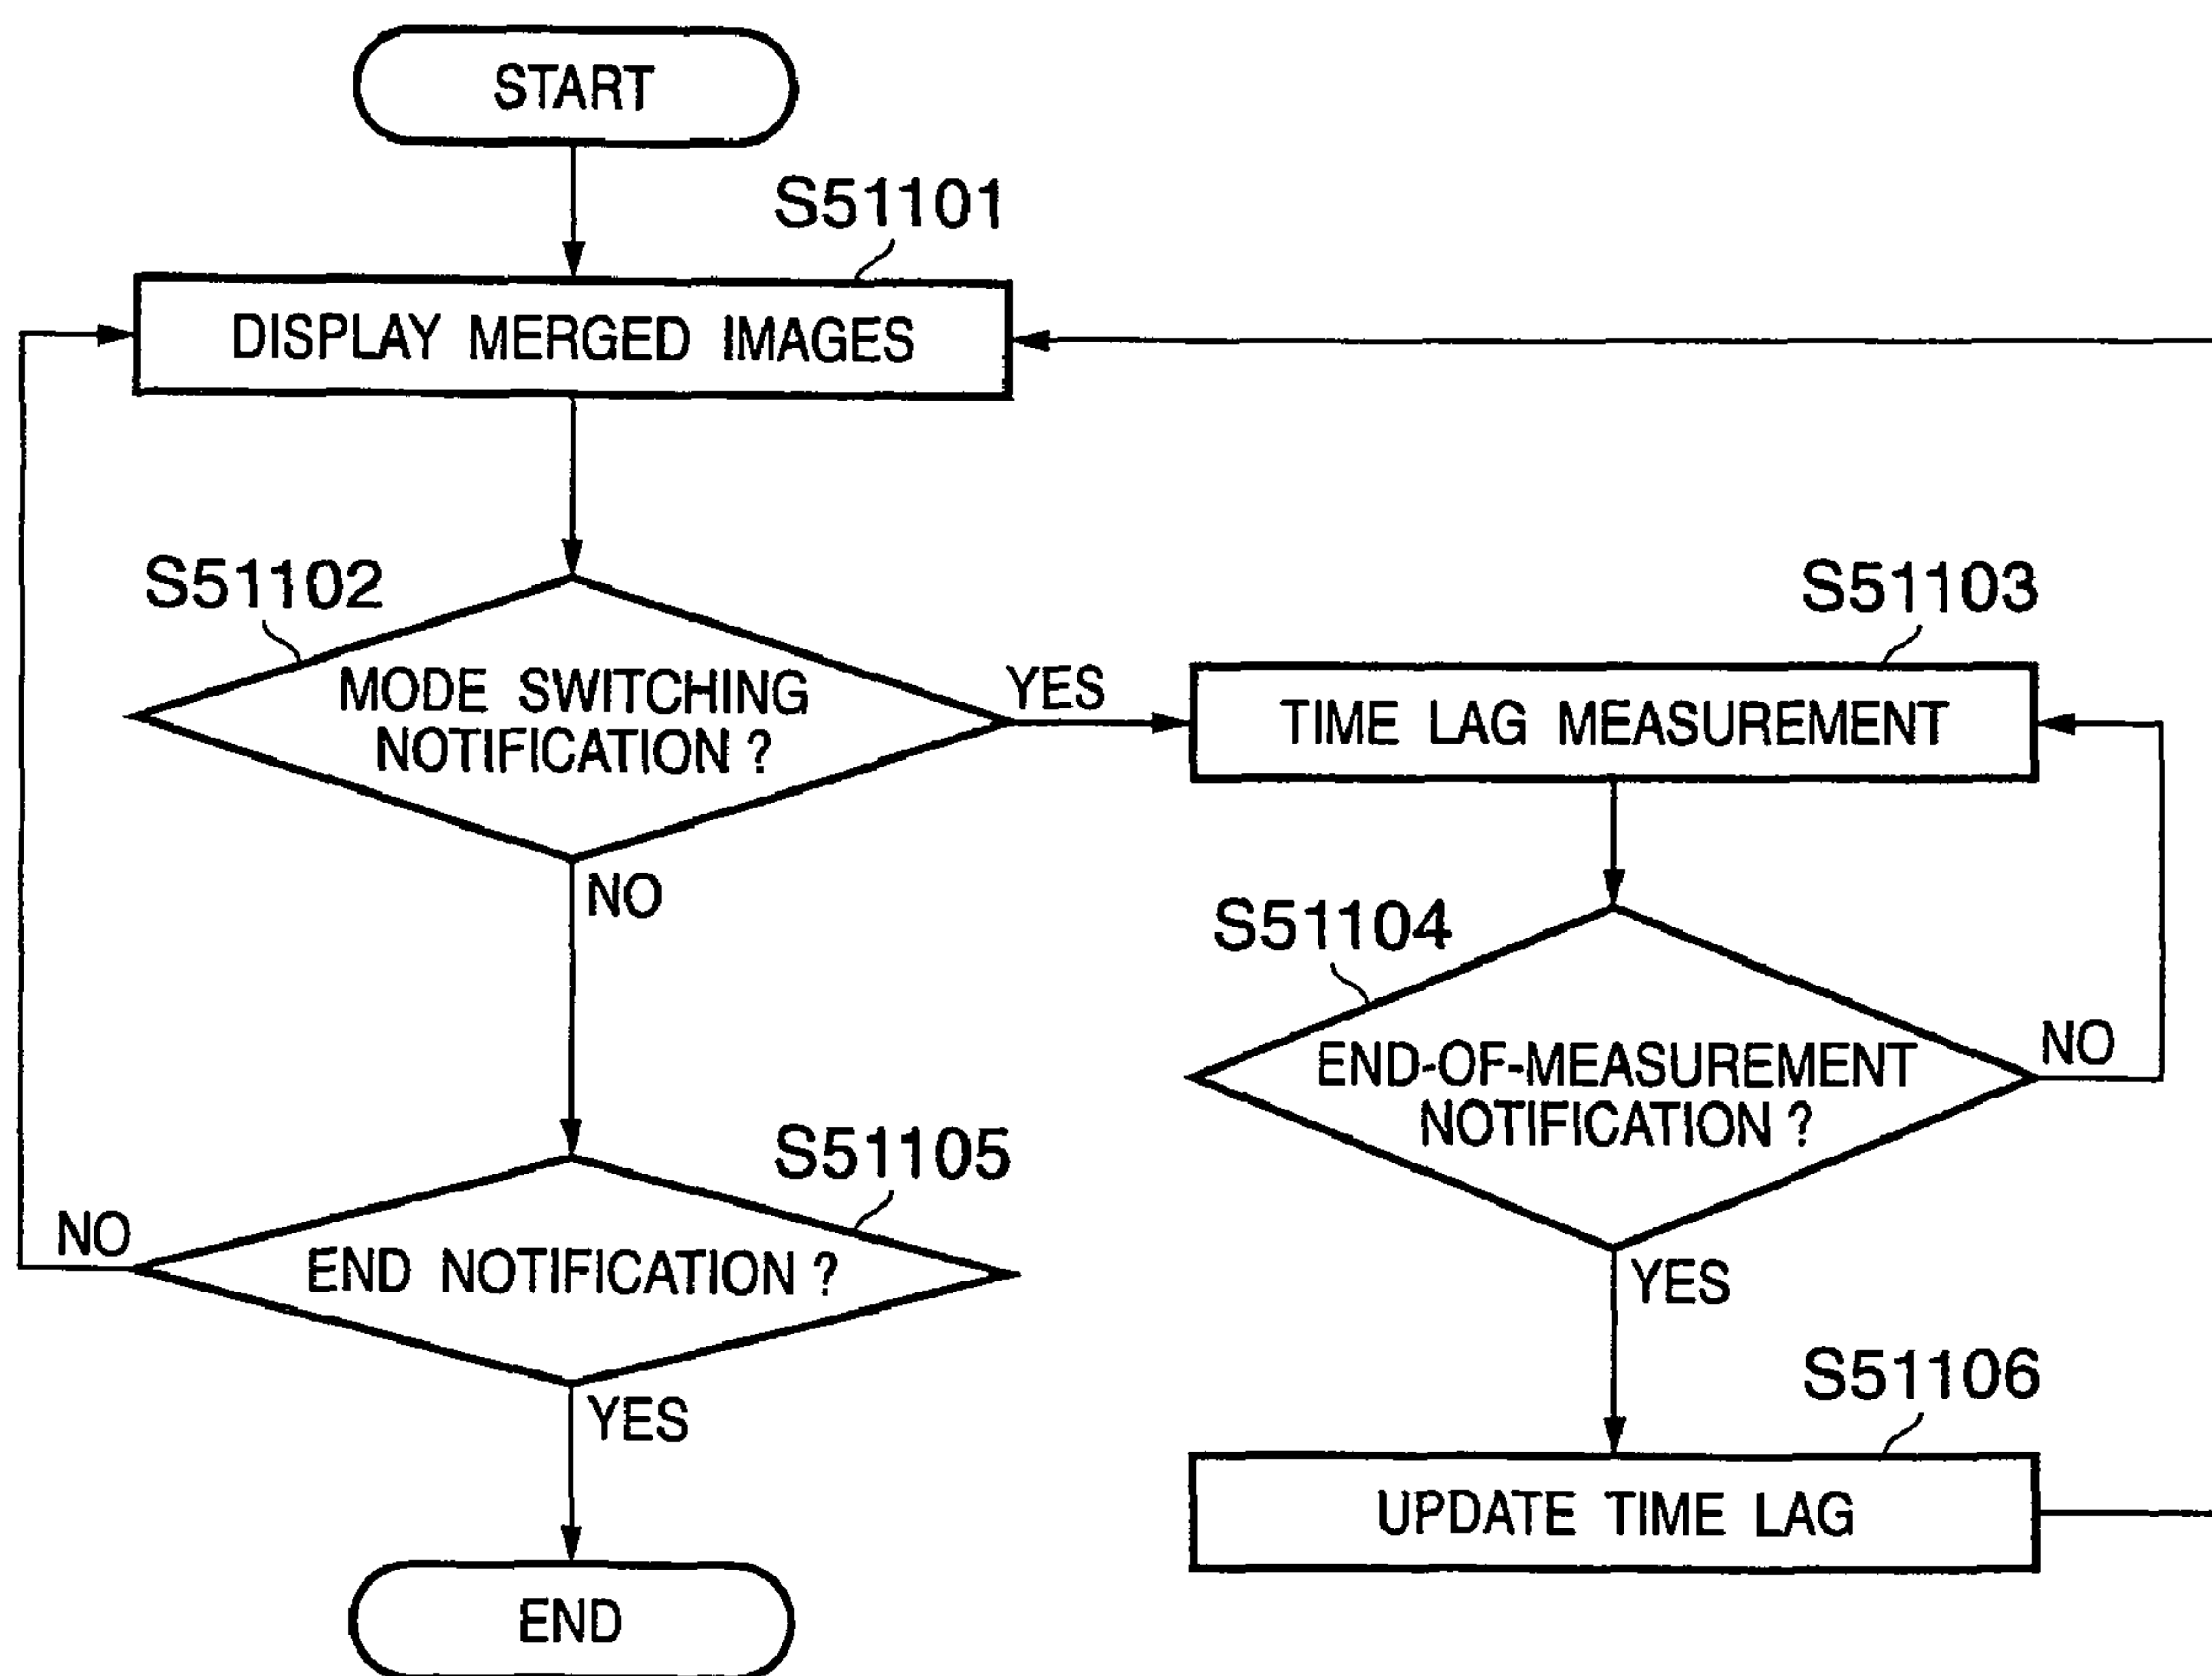 START
S51101
DISPLAY MERGED IMAGES
S51102
MODE SWITCHING
NOTIFICATION ?
YES
S51103
TIME LAG MEASUREMENT
NO
S51104
END-OF-MEASUREMENT
NOTIFICATION ?
NO
S51105
NO
END NOTIFICATION ?
YES
YES
S51106
UPDATE TIME LAG
END